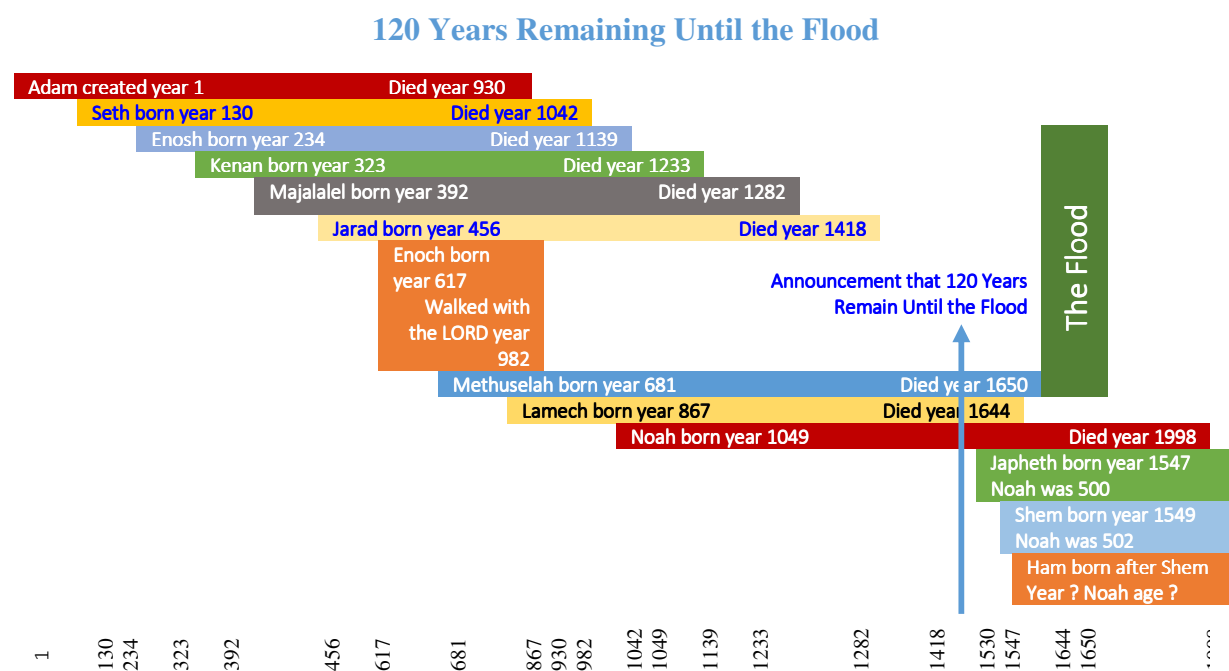 120 Years Remaining Until the Flood
Adam created year 1 Died year 930
Seth born year 130 Died year 1042
Enosh born year 234 Died year 1139
Kenan born year 323 Died year 1233
Majalalel born year 392 Died year 1282
Jarad born year 456 Died year 1418
Enoch born
year 617
Walked with
the LORD year
982
Announcement that 120 Years
Remain Until the Flood
The Flood
Methuselah born year 681 Died year 1650
Lamech born year 867 Died year 1644
Noah born year 1049 Died year 1998
Japheth born year 1547
Noah was 500
Shem born year 1549
Noah was 502
Ham born after Shem
Year ? Noah age ?
1 130 234 323 392 456 617 681 867 930 982 1042 1049 1139 1233 1282 1418 1530 1547 1644 1650